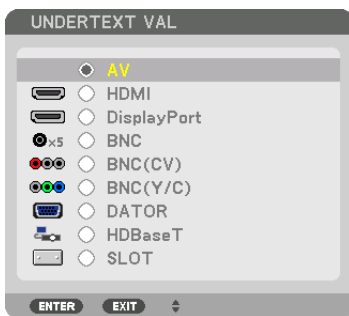 UNDERTEXT VAL
AV
HDMI
DisplayPort
×5 BNC
BNC(CV)
BNC(Y/C)
DATOR
HDBaseT
SLOT
ENTER EXIT